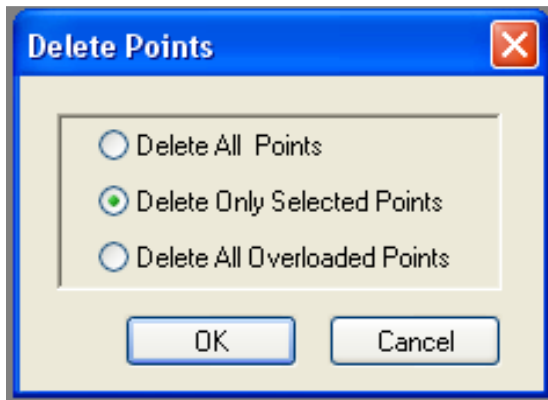 Delete Points
Delete All Points
Delete Only Selected Points
Delete All Overloaded Points
OK
Cancel